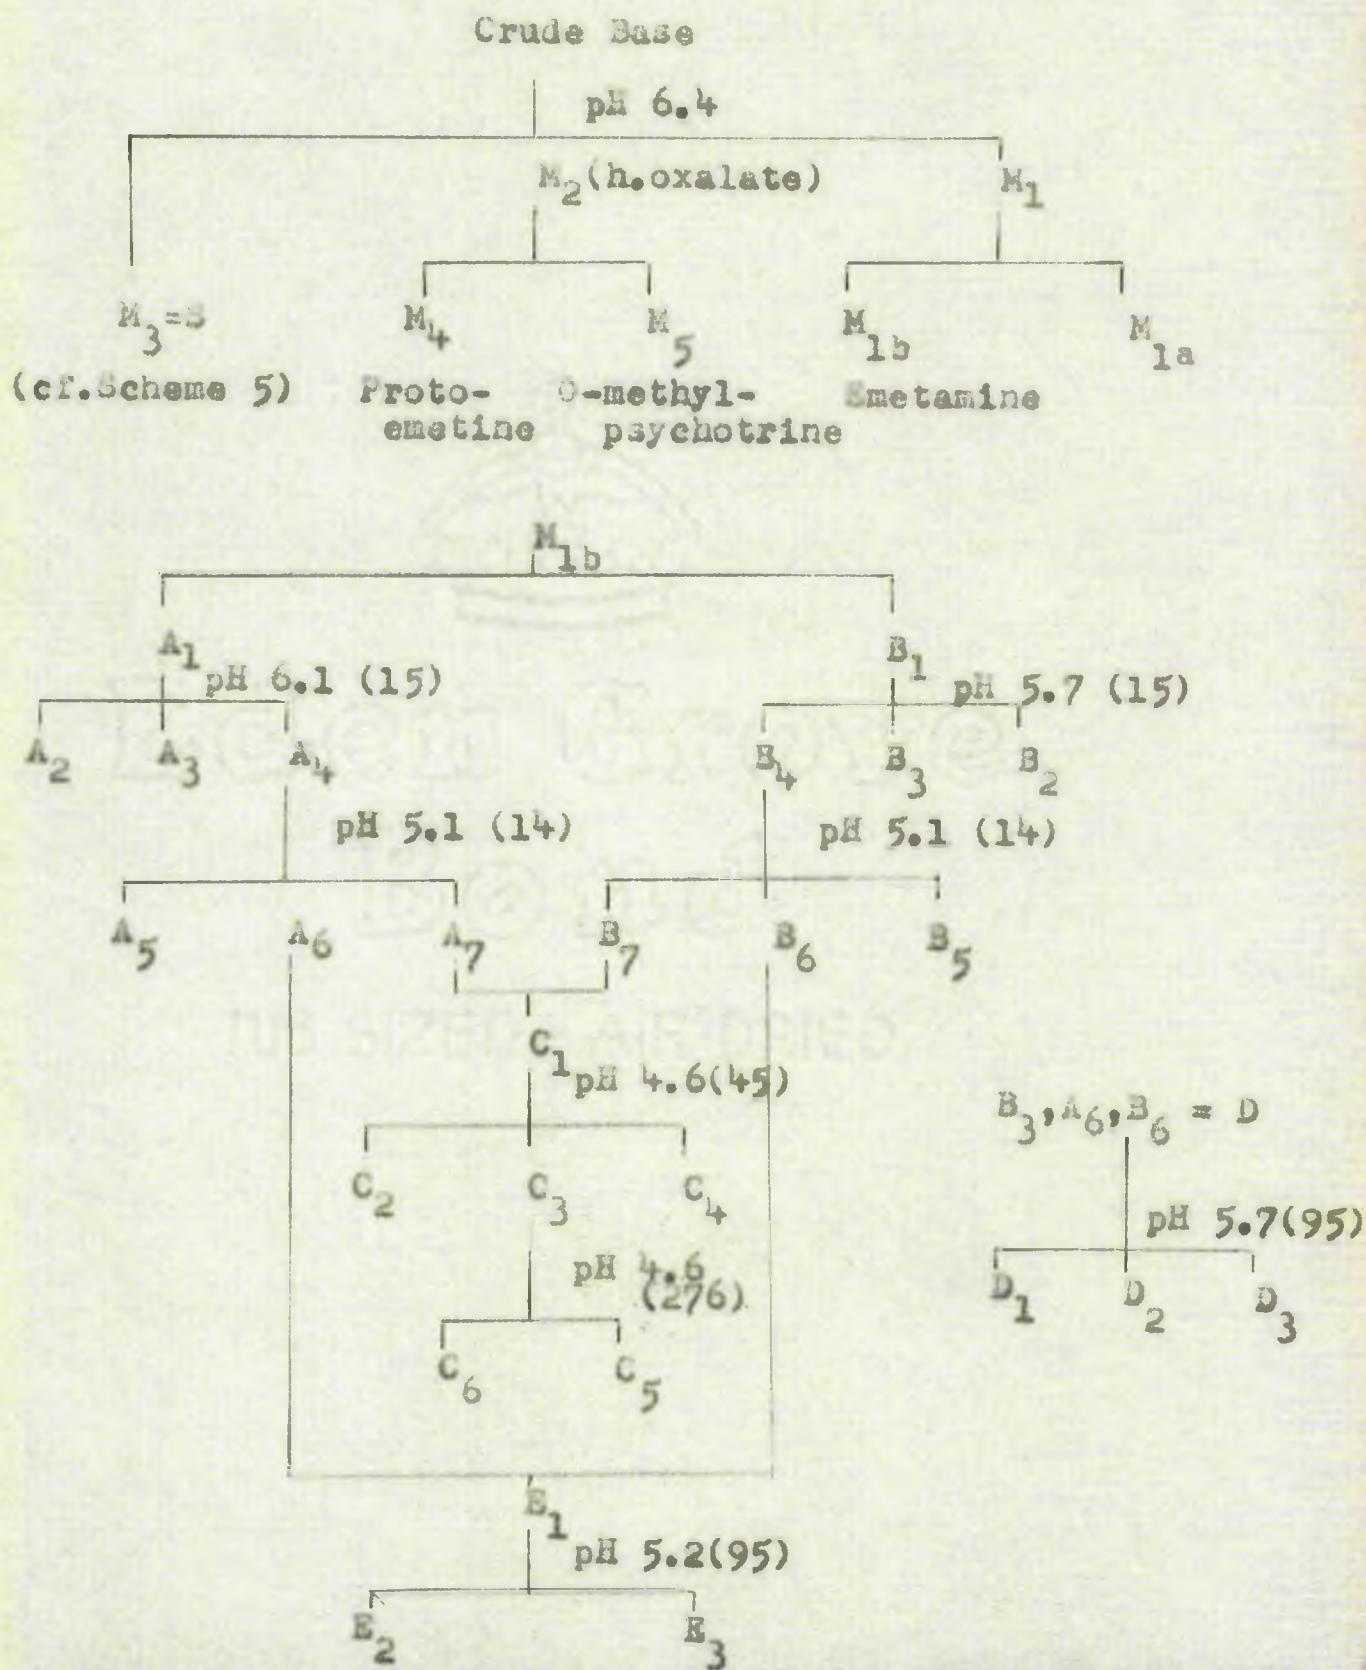 Crude Base
pH 6.4
M2(h.oxalate) M1
M3=S M4 M5 M1b M1a
(cf.Scheme 5) Proto- O-methyl- Emetamine
emetine psychotrine
M1b
A1 pH 6.1 (15) B1 pH 5.7 (15)
A2 A3 A4 B4 B3 B2
pH 5.1 (14) pH 5.1 (14)
A5 A6 A7 B7 B6 B5
C1 pH 4.6(45)
B3,A6,B6 = D
C2 C3 C4
pH 5.7(95)
pH 4.6
(276)
D1 D2 D3
C6 C5
E1
pH 5.2(95)
E2 E3